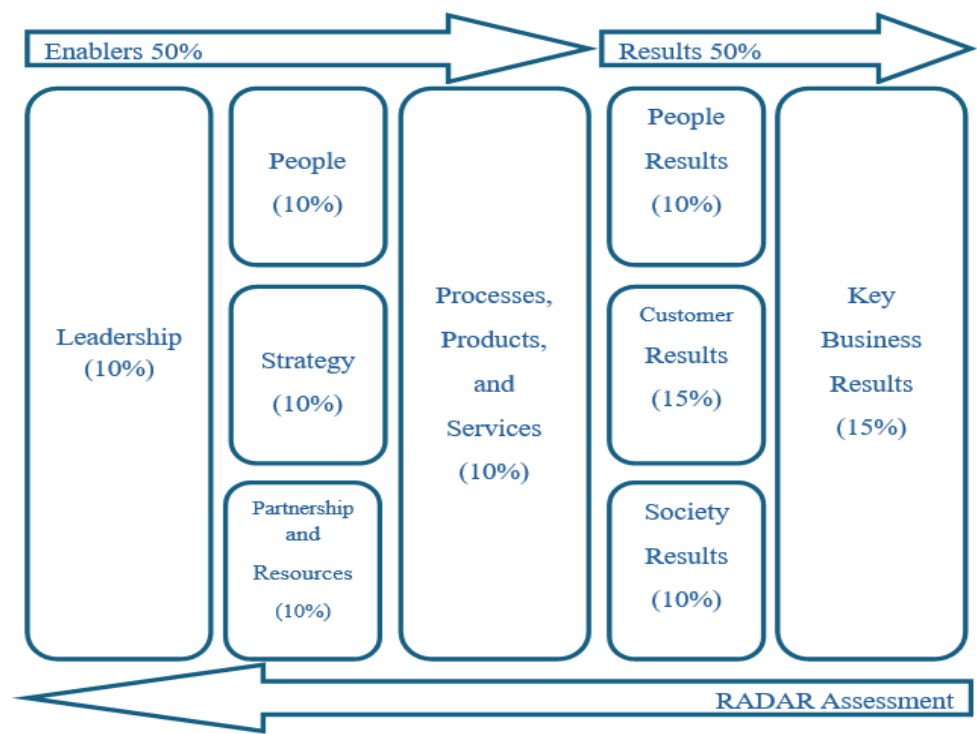 Enablers 50%
Results 50%
Leadership
(10%)
People
(10%)
Strategy
(10%)
Partnership
and
Resources
(10%)
Processes,
Products,
and
Services
(10%)
People
Results
(10%)
Customer
Results
(15%)
Society
Results
(10%)
Key
Business
Results
(15%)
RADAR Assessment